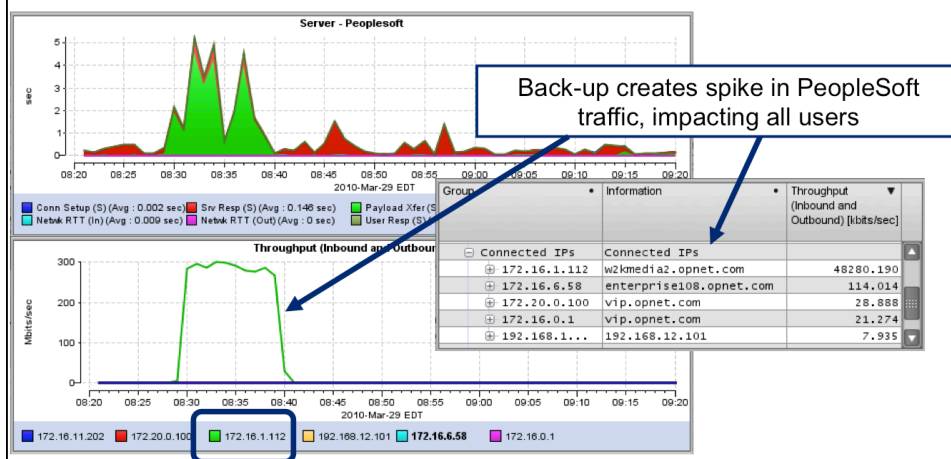 Server - Peoplesoft
5
4
3
2
1
0
sec
08:20 08:25 08:30 08:35 08:40 08:45 08:50 08:55 09:00 09:05 09:10 09:15 09:20
2010-Mar-29 EDT
Conn Setup (S) (Avg : 0.002 sec) Srv Resp (S) (Avg : 0.146 sec) Payload Xfer (S
Netwk RTT (In) (Avg : 0.009 sec) Netwk RTT (Out) (Avg : 0 sec) User Resp (S)
Back-up creates spike in PeopleSoft
traffic, impacting all users
Group Information Throughput
(Inbound and
Outbound) [kbits/sec]
Connected IPs Connected IPs
172.16.1.112 w2kmedia2.opnet.com 48280.190
172.16.6.58 enterprise108.opnet.com 114.014
172.20.0.100 vip.opnet.com 28.888
172.16.0.1 vip.opnet.com 21.274
192.168.1... 192.168.12.101 7.935
Throughput (Inbound and Outboun
300
200
100
0
Mbits/sec
08:20 08:25 08:30 08:35 08:40 08:45 08:50 08:55 09:00 09:05 09:10 09:15 09:20
2010-Mar-29 EDT
172.16.11.202 172.20.0.100 172.16.1.112 192.168.12.101 172.16.6.58 172.16.0.1